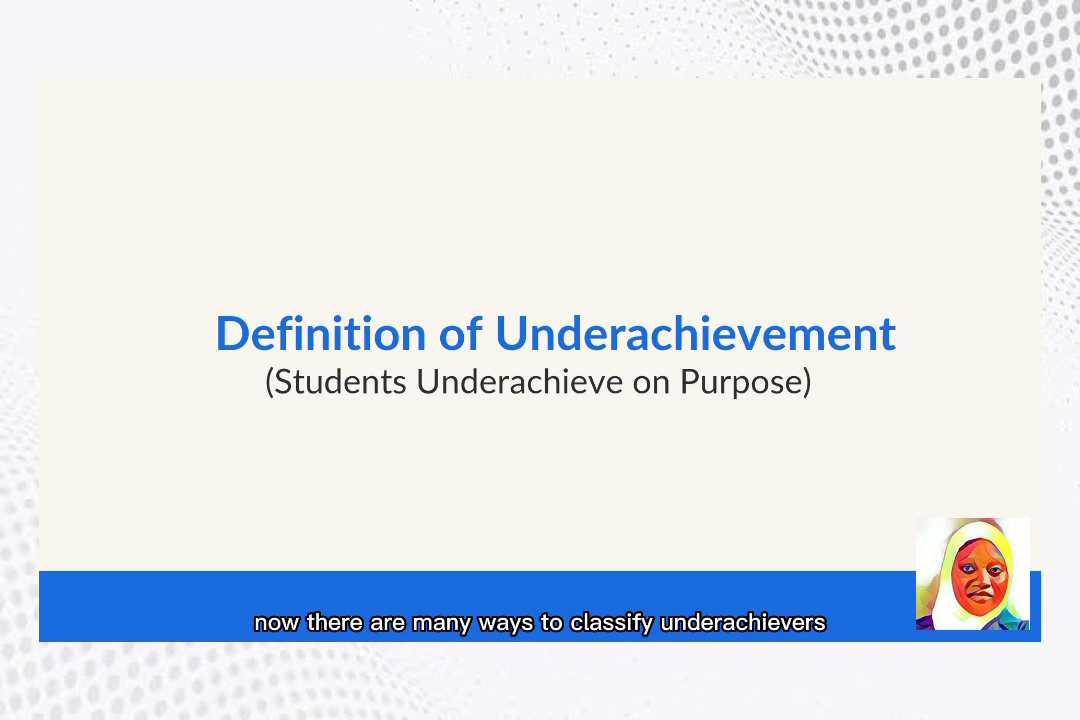 Definition of Underachievement
(Students Underachieve on Purpose)
now there are many ways to classify underachievers